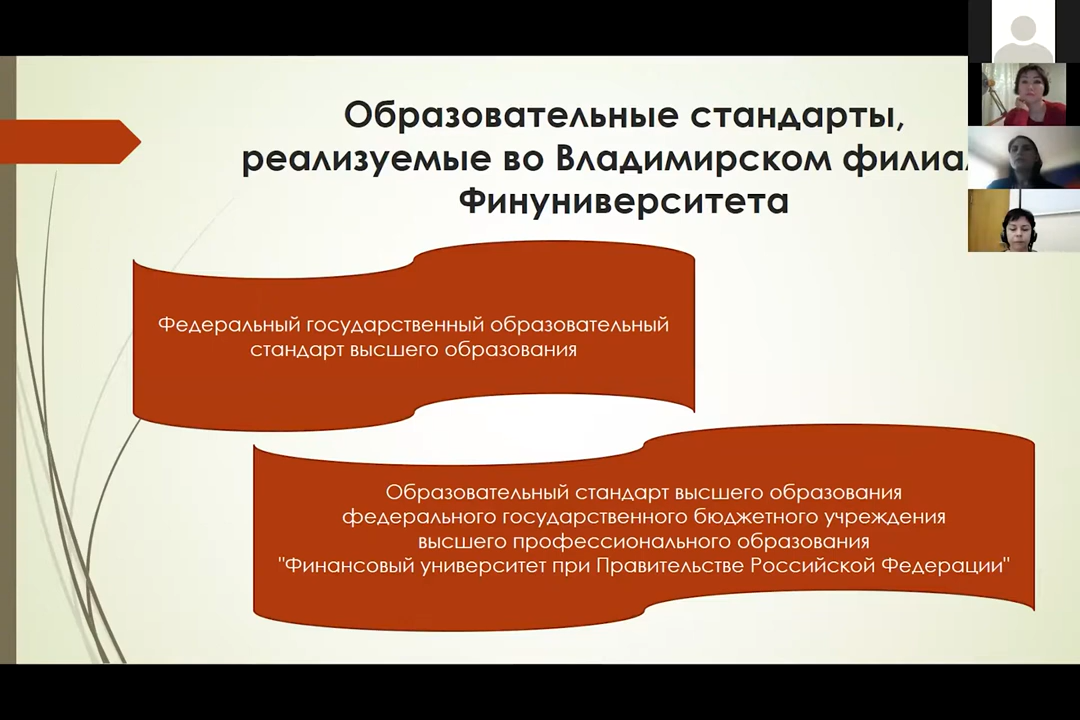 Образовательные стандарты,
реализуемые во Владимирском
Финуниверситета
Федеральный государственный образовательный
стандарт высшего образования
Образовательный стандарт высшего образования
федерального государственного бюджетного учреждения
высшего профессионального образования
"Финансовый университет при Правительстве Российской Федерации"